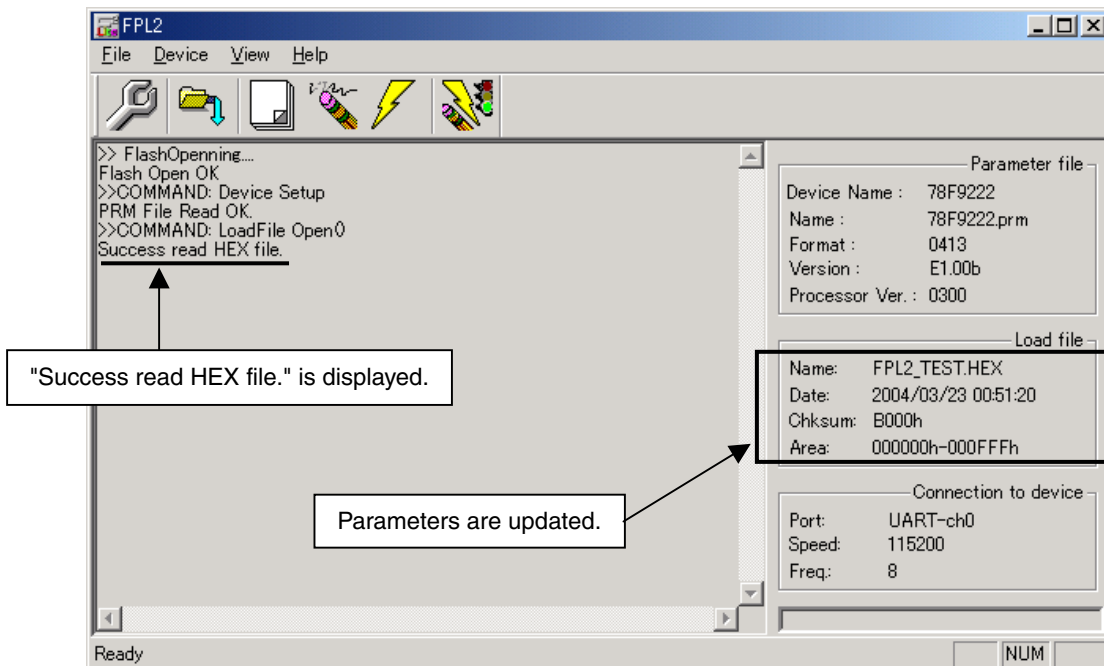 FPL2
File Device View Help
>> FlashOpenning....
Flash Open OK
>>COMMAND: Device Setup
PRM File Read OK.
>>COMMAND: LoadFile Open()
Success read HEX file.
"Success read HEX file." is displayed.
Parameters are updated.
Parameter file
Device Name : 78F9222
Name : 78F9222.prm
Format : 0413
Version : E1.00b
Processor Ver. : 0300
Load file
Name: FPL2_TEST.HEX
Date: 2004/03/23 00:51:20
Chksum: B000h
Area: 000000h-000FFFh
Connection to device
Port: UART-ch0
Speed: 115200
Freq.: 8
Ready
NUM